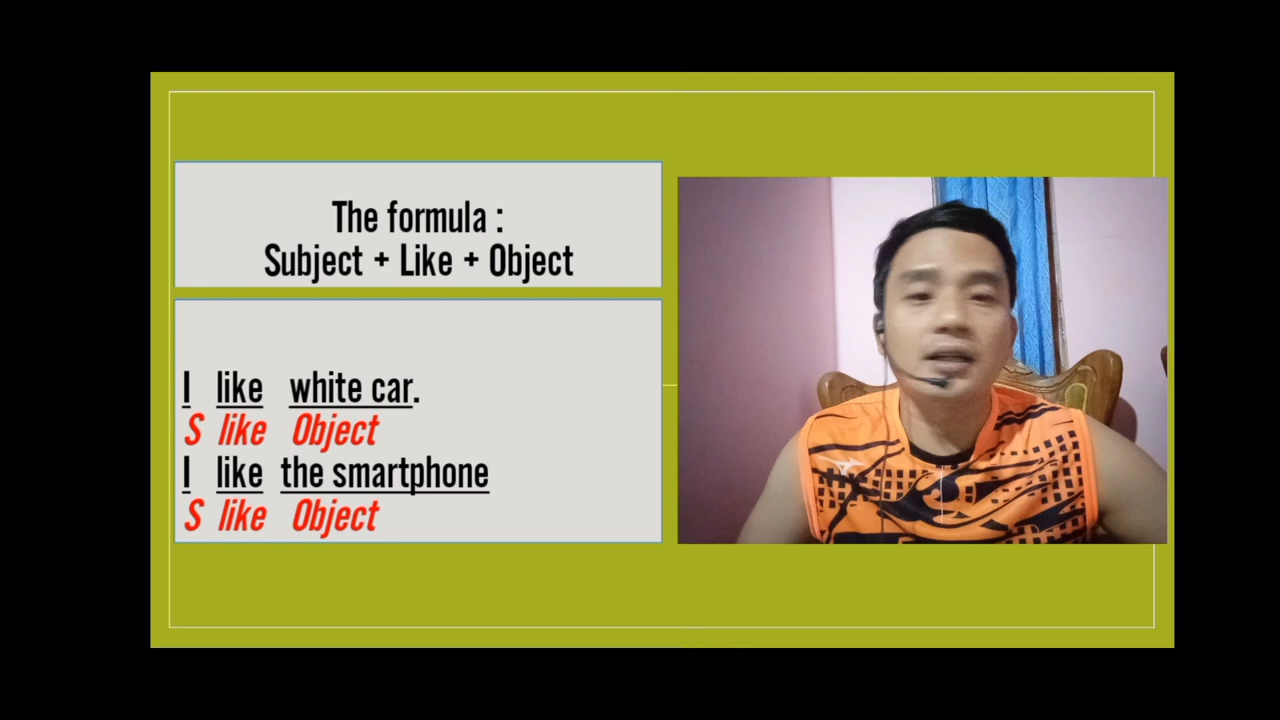 The formula :
Subject + Like + Object
I like white car.
S like Object
I like the smartphone
S like Object